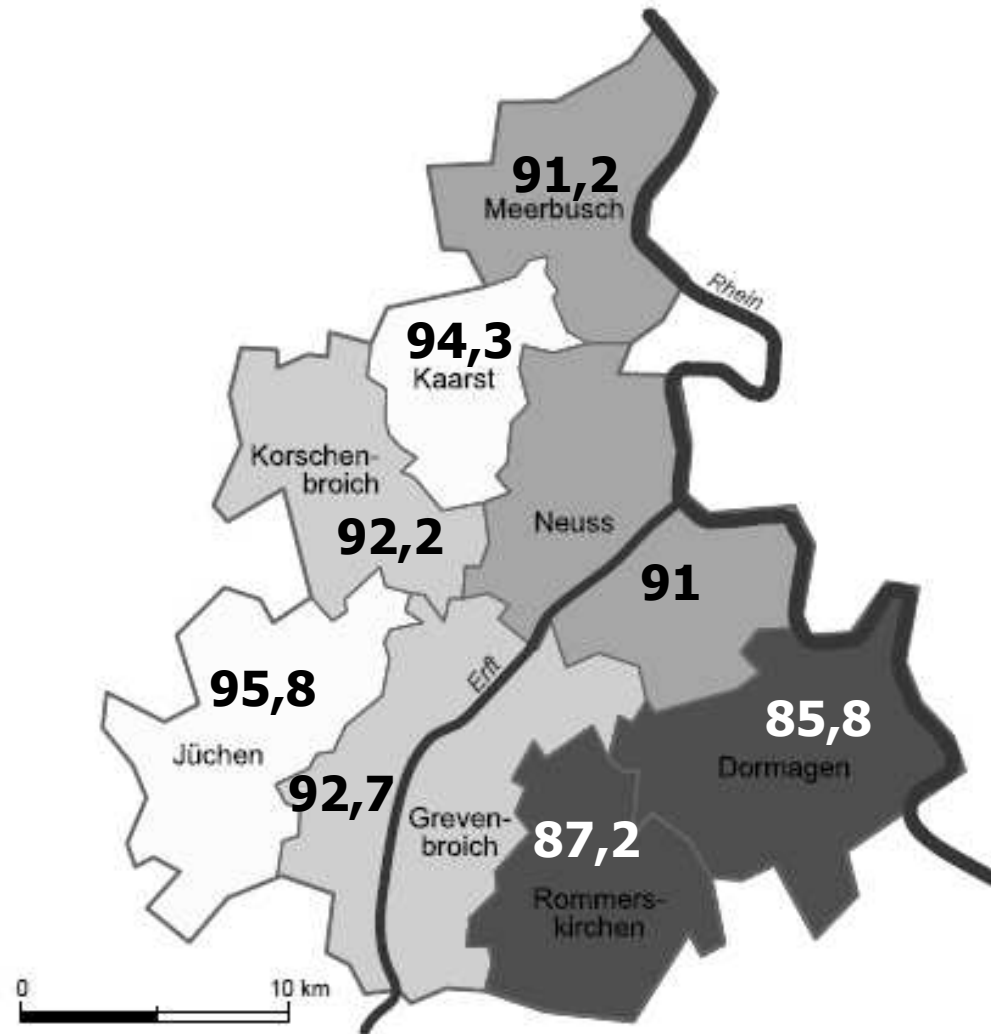 91,2
Meerbusch
Rhein
94,3
Kaarst
Korschen-
broich
92,2
Neuss
91
Erft
95,8
Jüchen
85,8
Dormagen
92,7
Greven-
broich
87,2
Rommers-
kirchen
0 10 km